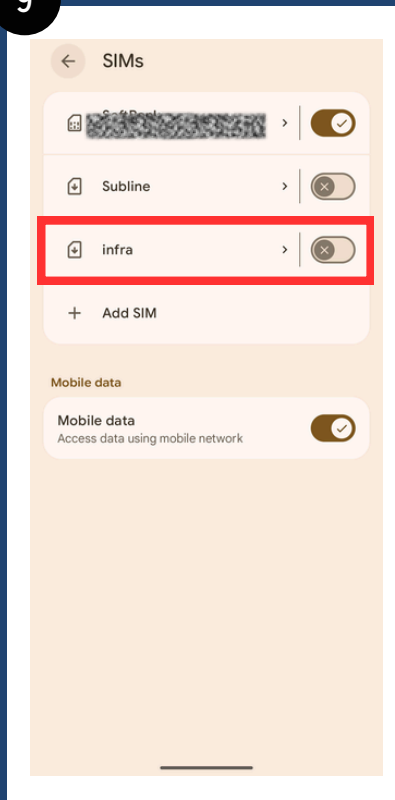 9
SIMs
Subline
infra
Add SIM
Mobile data
Mobile data
Access data using mobile network